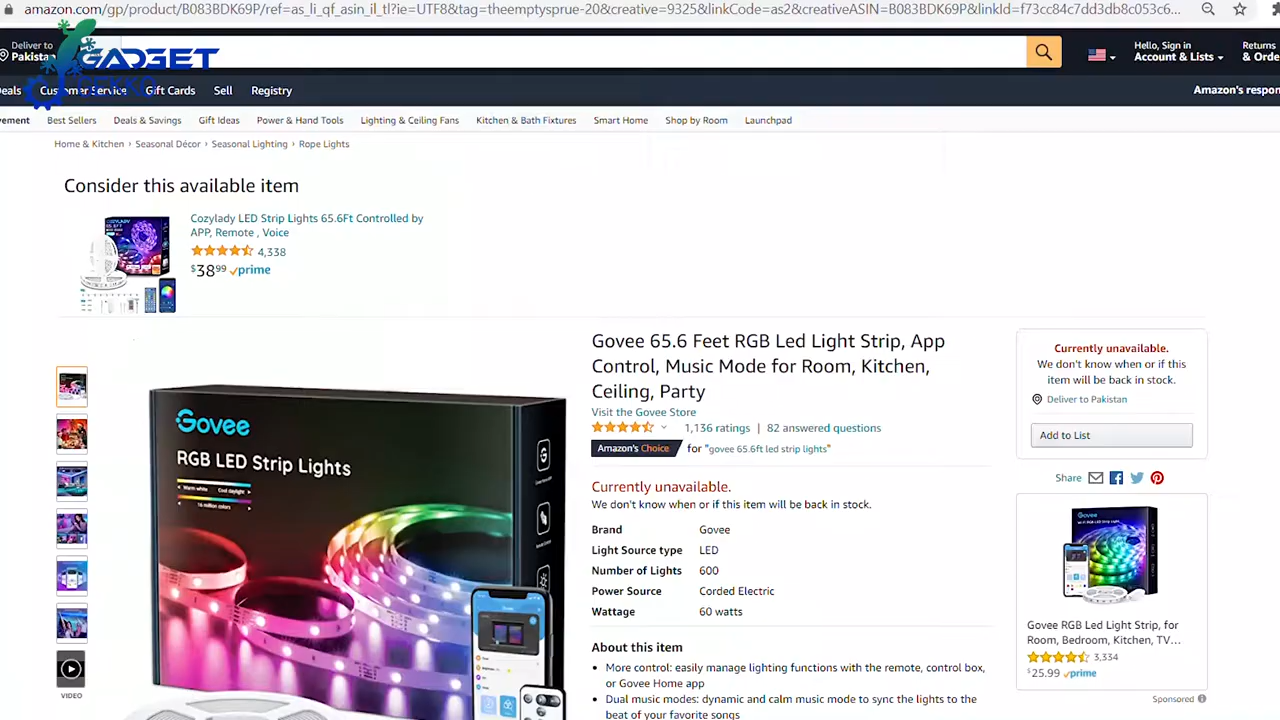 amazon.com/gp/product/B083BDK69P/ref=as_li_qf_asin_il_tl?ie=UTF8&tag=theemptysprue-20&creative=9325&linkCode=as2&creativeASIN=B083BDK69P&linkId=f73cc84c7dd3db8c053c6...
Deliver to
Pakistan
GADGET
GEKKO
Hello, Sign in
Account & Lists
Returns
& Orde
eals
Customer Service
Gift Cards
Sell
Registry
Amazon's respon
vement
Best Sellers
Deals & Savings
Gift Ideas
Power & Hand Tools
Lighting & Ceiling Fans
Kitchen & Bath Fixtures
Smart Home
Shop by Room
Launchpad
Home & Kitchen › Seasonal Décor › Seasonal Lighting › Rope Lights
Consider this available item
Cozylady LED Strip Lights 65.6Ft Controlled by
APP, Remote , Voice
4,338
$38.99 prime
Govee
RGB LED Strip Lights
Warm white Cool daylight
16 million colors
VIDEO
Govee 65.6 Feet RGB Led Light Strip, App
Control, Music Mode for Room, Kitchen,
Ceiling, Party
Visit the Govee Store
1,136 ratings | 82 answered questions
Amazon's Choice for "govee 65.6ft led strip lights"
Currently unavailable.
We don't know when or if this item will be back in stock.
Brand Govee
Light Source type LED
Number of Lights 600
Power Source Corded Electric
Wattage 60 watts
About this item
• More control: easily manage lighting functions with the remote, control box,
or Govee Home app
• Dual music modes: dynamic and calm music mode to sync the lights to the
beat of your favorite songs
Currently unavailable.
We don't know when or if this
item will be back in stock.
Deliver to Pakistan
Add to List
Share
Govee
Govee RGB Led Light Strip, for
Room, Bedroom, Kitchen, TV...
3,334
$25.99 prime
Sponsored